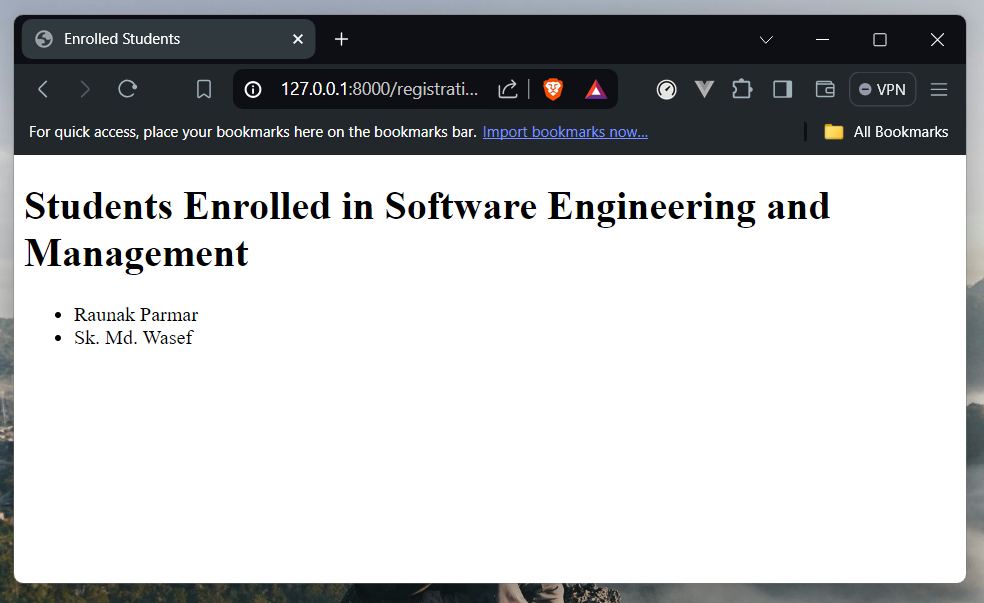 Enrolled Students
127.0.0.1:8000/registrati...
VPN
For quick access, place your bookmarks here on the bookmarks bar. Import bookmarks now...
All Bookmarks
Students Enrolled in Software Engineering and
Management
• Raunak Parmar
• Sk. Md. Wasef